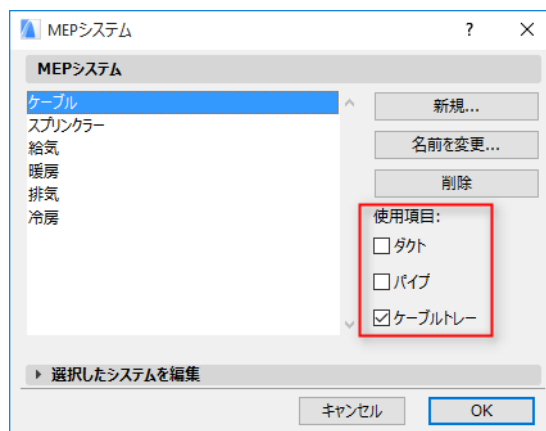 MEPシステム
MEPシステム
ケーブル
スプリンクラー
給気
暖房
排気
冷房
新規...
名前を変更...
削除
使用項目:
ダクト
パイプ
ケーブルトレー
選択したシステムを編集
キャンセル
OK